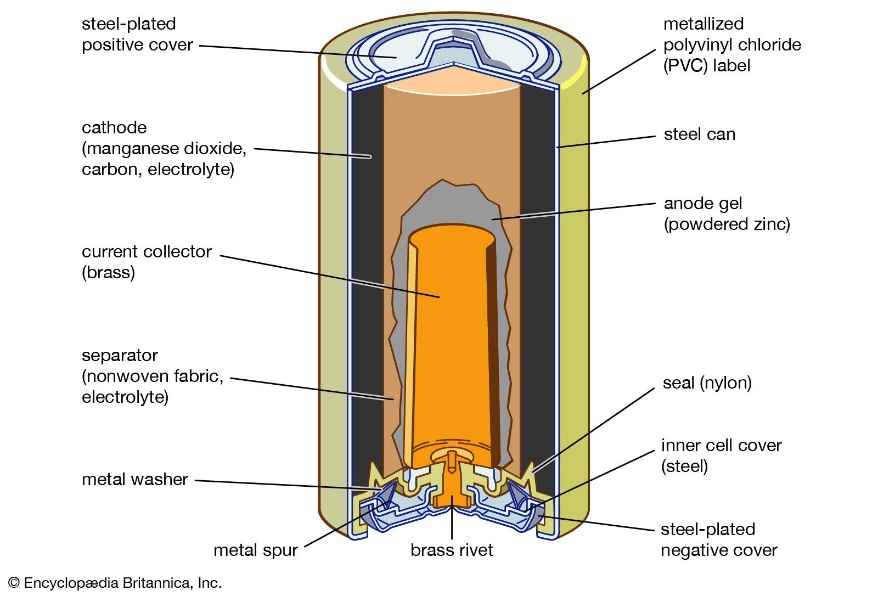 steel-plated
positive cover
metallized
polyvinyl chloride
(PVC) label
cathode
(manganese dioxide,
carbon, electrolyte)
steel can
anode gel
(powdered zinc)
current collector
(brass)
separator
(nonwoven fabric,
electrolyte)
seal (nylon)
inner cell cover
(steel)
metal washer
steel-plated
negative cover
metal spur
brass rivet
© Encyclopædia Britannica, Inc.